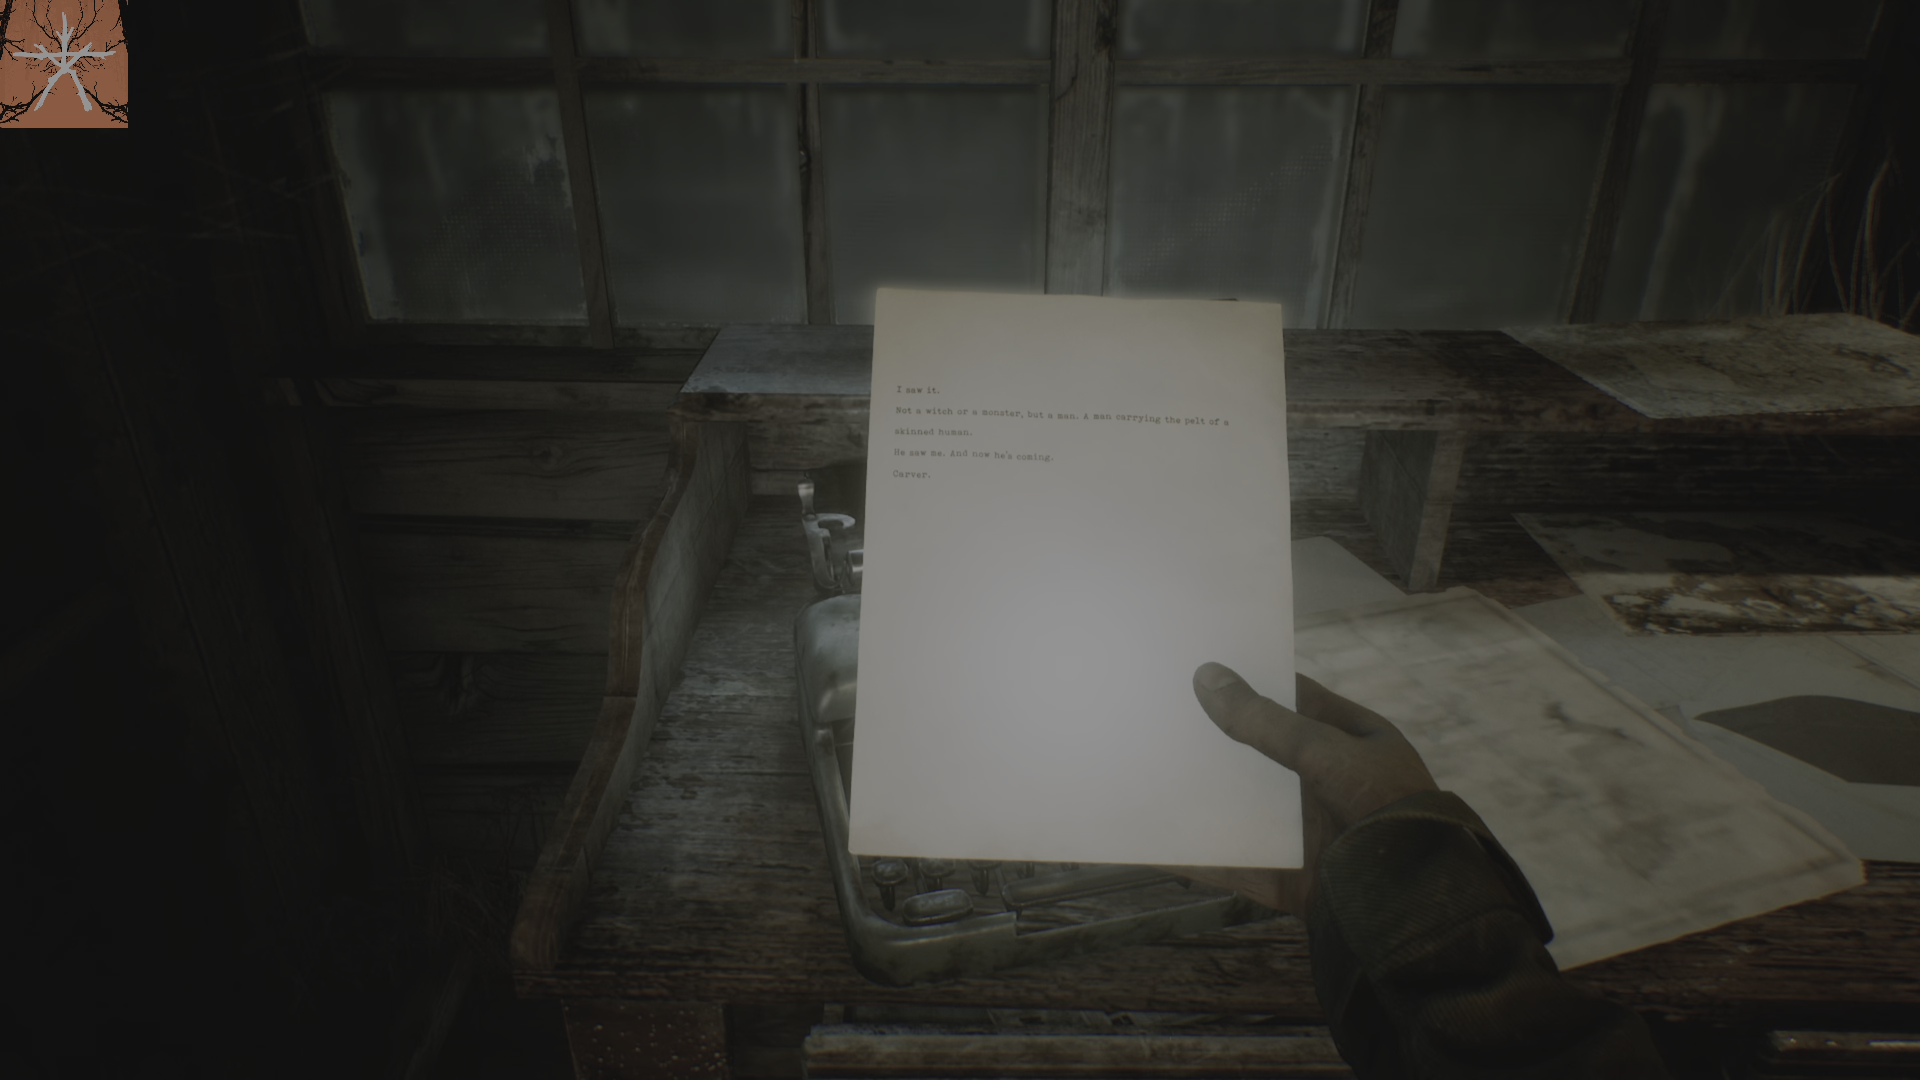 I saw it.
Not a witch or a monster, but a man. A man carrying the pelt of a
skinned human.
He saw me. And now he's coming.
Carver.